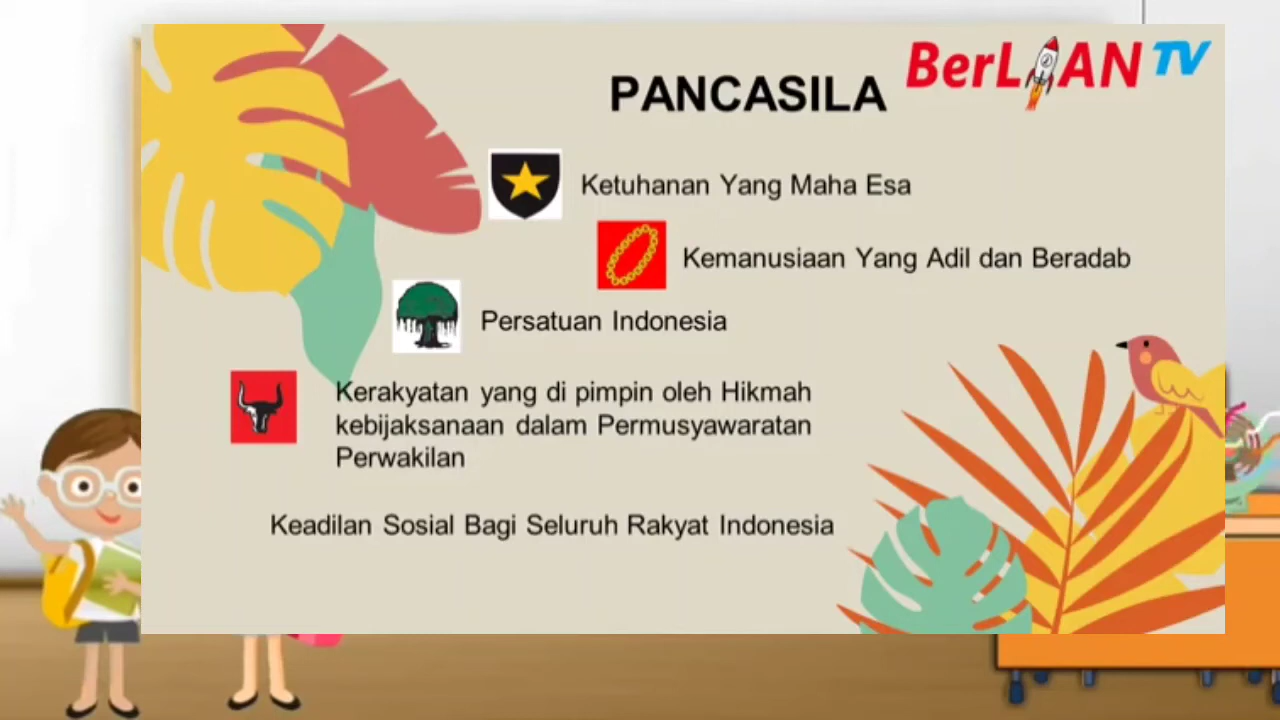 BerLIAN TV
PANCASILA
Ketuhanan Yang Maha Esa
Kemanusiaan Yang Adil dan Beradab
Persatuan Indonesia
Kerakyatan yang di pimpin oleh Hikmah
kebijaksanaan dalam Permusyawaratan
Perwakilan
Keadilan Sosial Bagi Seluruh Rakyat Indonesia